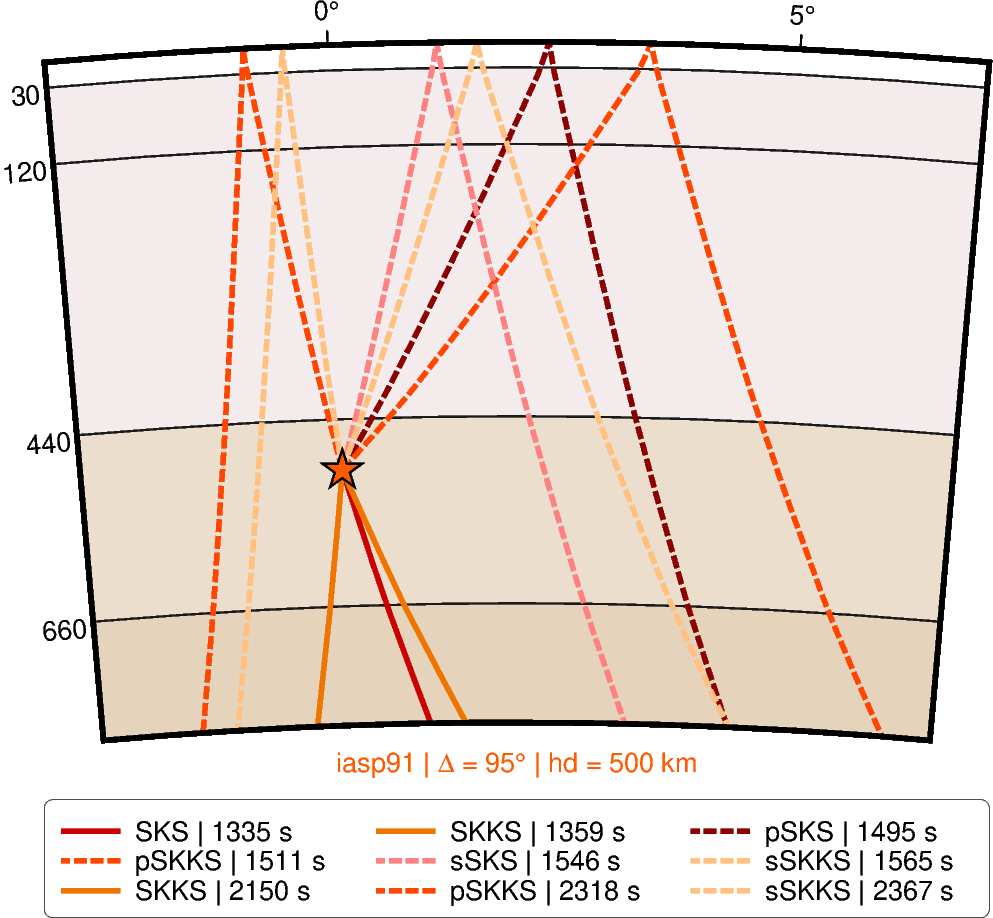 0° 5°
30
120
440
660
iasp91 | Δ = 95° | hd = 500 km
SKS | 1335 s SKKS | 1359 s pSKS | 1495 s
pSKKS | 1511 s sSKS | 1546 s sSKKS | 1565 s
SKKS | 2150 s pSKKS | 2318 s sSKKS | 2367 s